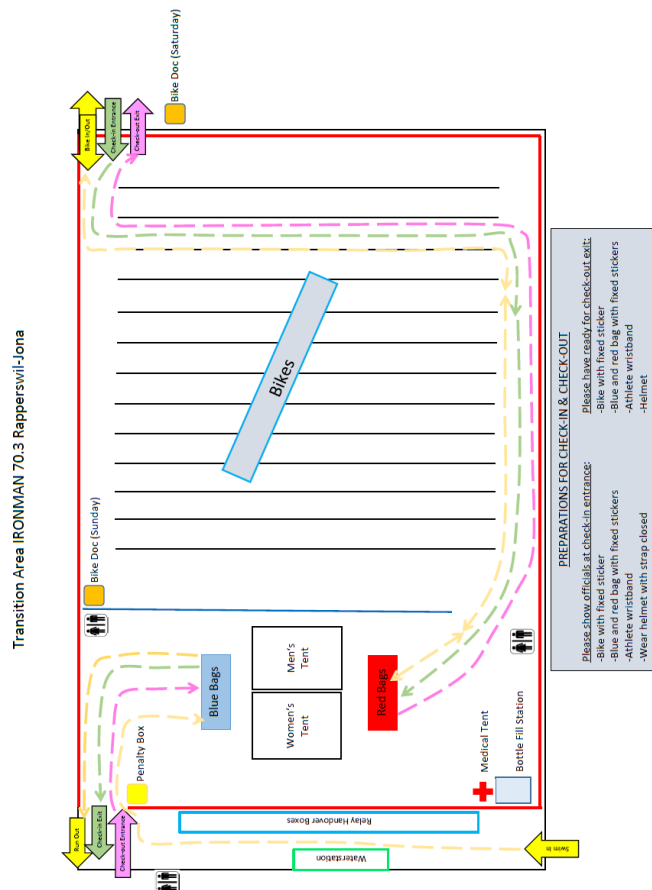 Transition Area IRONMAN 70.3 Rapperswil-Jona
Run Out
Check-in Exit
Check-out Entrance
Penalty Box
Blue Bags
Bike Doc (Sunday)
Bike In/Out
Check-in Entrance
Check-out Exit
Bike Doc (Saturday)
Relay Handover Boxes
Waterstation
Women's
Tent
Men's
Tent
Bikes
Red Bags
Medical Tent
Bottle Fill Station
Swim In
PREPARATIONS FOR CHECK-IN & CHECK-OUT
Please show officials at check-in entrance:
-Bike with fixed sticker
-Blue and red bag with fixed stickers
-Athlete wristband
-Wear helmet with strap closed
Please have ready for check-out exit:
-Bike with fixed sticker
-Blue and red bag with fixed stickers
-Athlete wristband
-Helmet